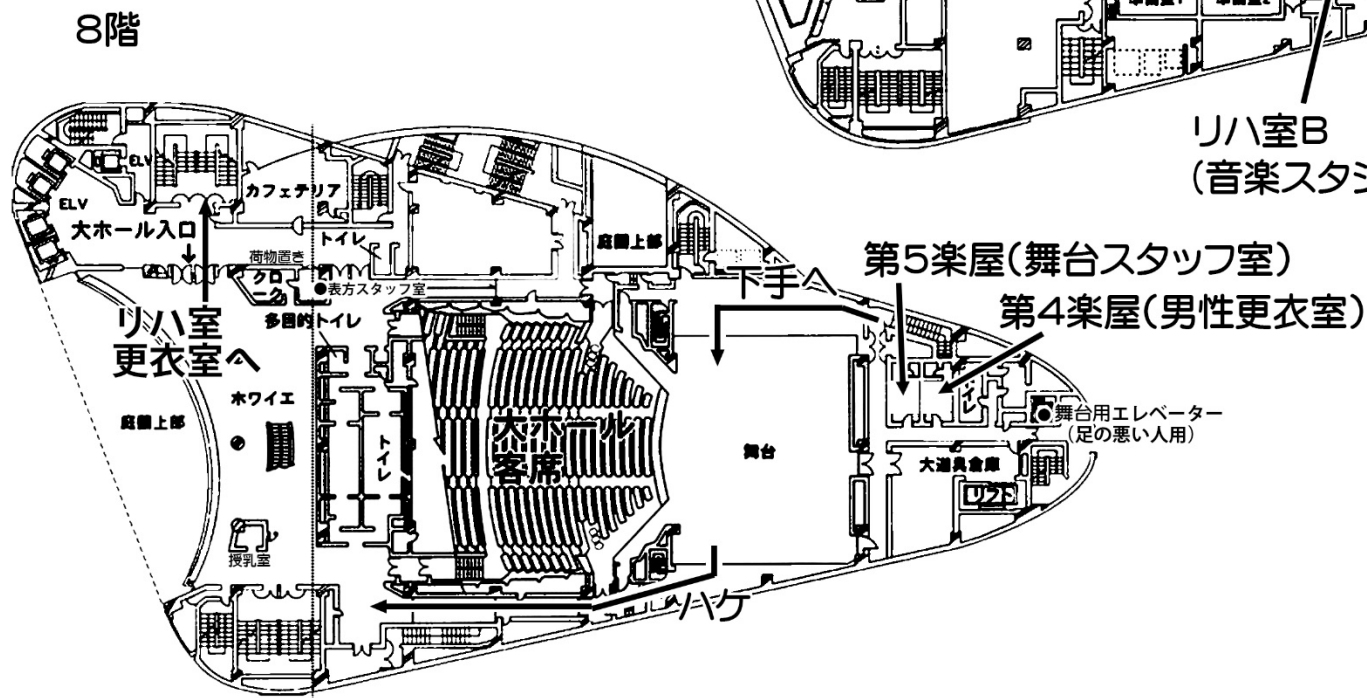 8階
リハ室B
(音楽スタジ
ELV
ELV
カフェテリア
大ホール入口
トイレ
荷物置き
クロ
ーク
表方スタッフ室
多目的トイレ
リハ室
更衣室へ
庭園上部
下手へ
第5楽屋(舞台スタッフ室)
第4楽屋(男性更衣室)
トイレ
舞台用エレベーター
(足の悪い人用)
ホワイエ
庭園上部
トイレ
大ホール
客席
舞台
大道具倉庫
リフト
授乳室
ハケ